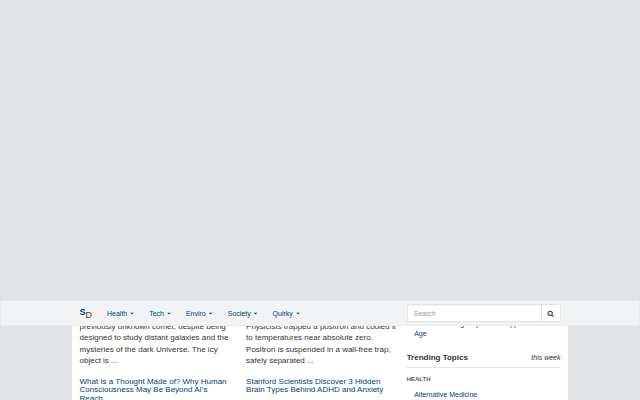 SD Health Tech Enviro Society Quirky Search
previously unknown comet, despite being
designed to study distant galaxies and the
mysteries of the dark Universe. The icy
object is ...
What is a Thought Made of? Why Human
Consciousness May Be Beyond AI's
Reach
Physicists trapped a positron and cooled it
to temperatures near absolute zero.
Positron is suspended in a wall-free trap,
safely separated ...
Stanford Scientists Discover 3 Hidden
Brain Types Behind ADHD and Anxiety
Age
Trending Topics this week
HEALTH
Alternative Medicine